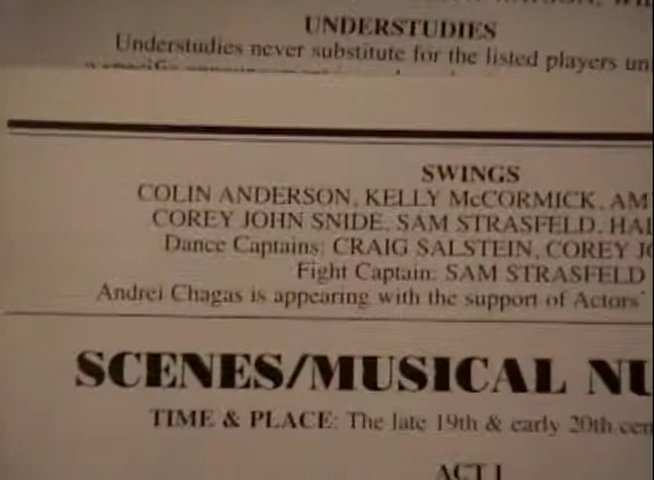 UNDERSTUDIES
Understudies never substitute for the listed players un
SWINGS
COLIN ANDERSON, KELLY McCORMICK, AM
COREY JOHN SNIDE, SAM STRASFELD, HAL
Dance Captains: CRAIG SALSTEIN, COREY JO
Fight Captain: SAM STRASFELD
Andrei Chagas is appearing with the support of Actors'
SCENES/MUSICAL NU
TIME & PLACE: The late 19th & early 20th cen
ACT I